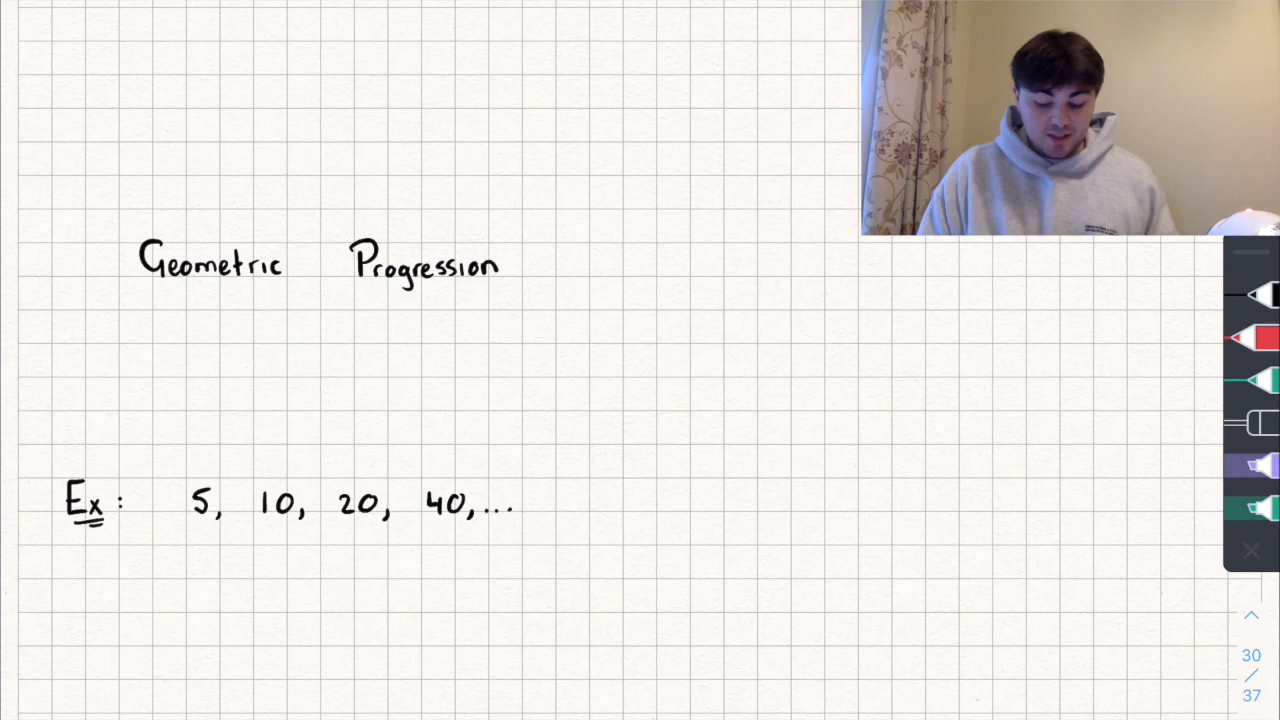 Geometric Progression
Ex: 5, 10, 20, 40,...
30
/
37